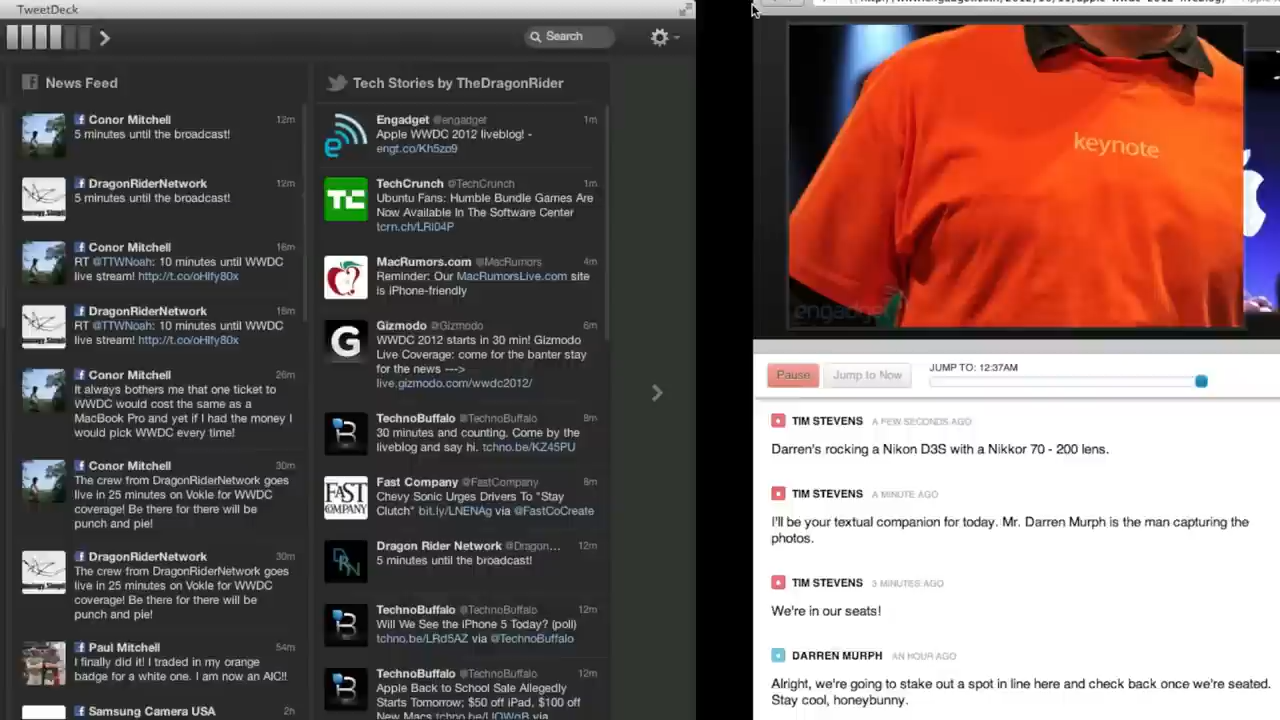 TweetDeck
Search
News Feed
Conor Mitchell 12m
5 minutes until the broadcast!
DragonRiderNetwork 12m
5 minutes until the broadcast!
Conor Mitchell 16m
RT @TTWNoah: 10 minutes until WWDC
live stream! http://t.co/oHlfy80x
DragonRiderNetwork
RT @TTWNoah: 10 minutes until WWDC
live stream! http://t.co/oHlfy80x
Conor Mitchell 26m
It always bothers me that one ticket to
WWDC would cost the same as a
MacBook Pro and yet if I had the money I
would pick WWDC every time!
Conor Mitchell 30m
The crew from DragonRiderNetwork goes
live in 25 minutes on Vokle for WWDC
coverage! Be there for there will be
punch and pie!
DragonRiderNetwork 30m
The crew from DragonRiderNetwork goes
live in 25 minutes on Vokle for WWDC
coverage! Be there for there will be
punch and pie!
Paul Mitchell 54m
I finally did it! I traded in my orange
badge for a white one. I am now an AIC!!
Samsung Camera USA 2h
Tech Stories by TheDragonRider
Engadget @engadget 1m
Apple WWDC 2012 liveblog! -
engt.co/Kh5zo9
TechCrunch @TechCrunch 1m
Ubuntu Fans: Humble Bundle Games Are
Now Available In The Software Center
tcrn.ch/LRi04P
MacRumors.com @MacRumors 4m
Reminder: Our MacRumorsLive.com site
is iPhone-friendly
Gizmodo @Gizmodo 6m
WWDC 2012 starts in 30 min! Gizmodo
Live Coverage: come for the banter stay
for the news --->
live.gizmodo.com/wwdc2012/
TechnoBuffalo @TechnoBuffalo 8m
30 minutes and counting. Come by the
liveblog and say hi. tchno.be/KZ45PU
Fast Company @FastCompany 8m
Chevy Sonic Urges Drivers To "Stay
Clutch" bit.ly/LNENAg via @FastCoCreate
Dragon Rider Network @Dragon... 12m
5 minutes until the broadcast!
TechnoBuffalo @TechnoBuffalo 12m
Will We See the iPhone 5 Today? (poll)
tchno.be/LRd5AZ via @TechnoBuffalo
TechnoBuffalo @TechnoBuffalo 12m
Apple Back to School Sale Allegedly
Starts Tomorrow; $50 off iPad, $100 off
New Macs via
TC
G
FAST
COMPANY
DRN
keynote
engadget
Pause
Jump to Now
JUMP TO: 12:37AM
TIM STEVENS A FEW SECONDS AGO
Darren's rocking a Nikon D3S with a Nikkor 70 - 200 lens.
TIM STEVENS A MINUTE AGO
I'll be your textual companion for today. Mr. Darren Murph is the man capturing the
photos.
TIM STEVENS 3 MINUTES AGO
We're in our seats!
DARREN MURPH AN HOUR AGO
Alright, we're going to stake out a spot in line here and check back once we're seated.
Stay cool, honeybunny.